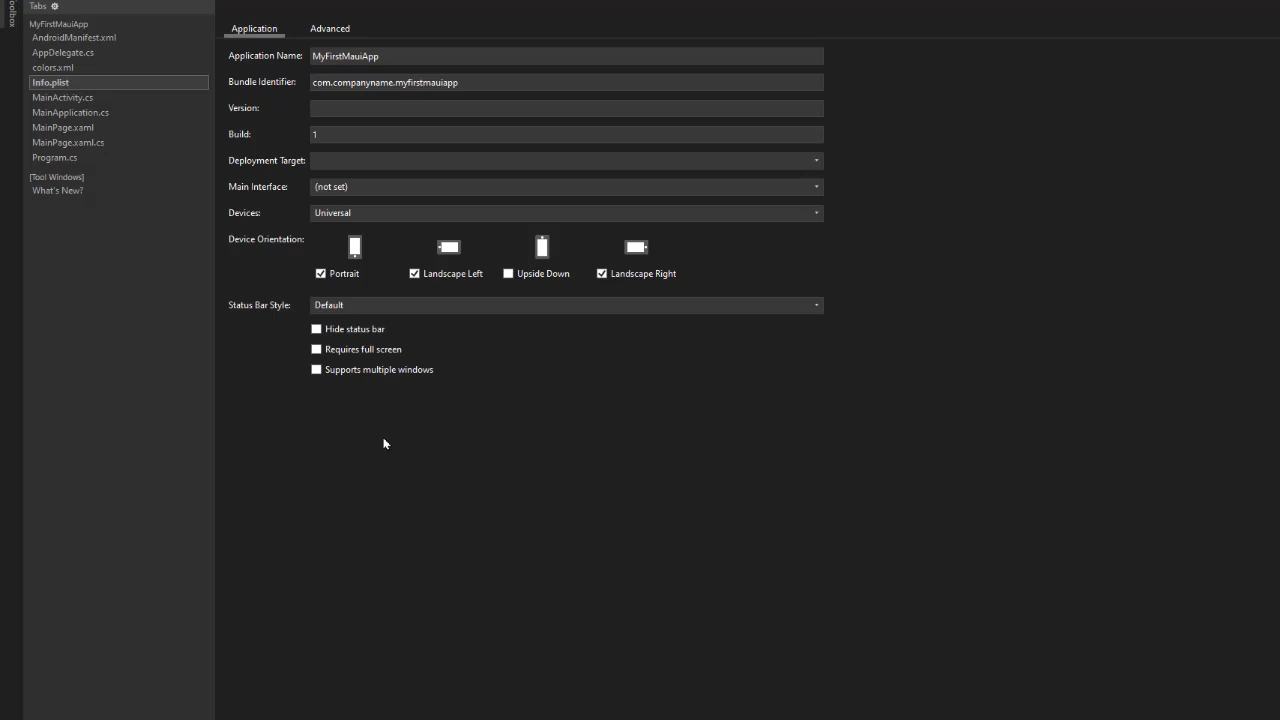 Toolbox
Tabs
MyFirstMauiApp
AndroidManifest.xml
AppDelegate.cs
colors.xml
Info.plist
MainActivity.cs
MainApplication.cs
MainPage.xaml
MainPage.xaml.cs
Program.cs
[Tool Windows]
What's New?
Application Advanced
Application Name: MyFirstMauiApp
Bundle Identifier: com.companyname.myfirstmauiapp
Version:
Build: 1
Deployment Target:
Main Interface: (not set)
Devices: Universal
Device Orientation:
Portrait Landscape Left Upside Down Landscape Right
Status Bar Style: Default
Hide status bar
Requires full screen
Supports multiple windows